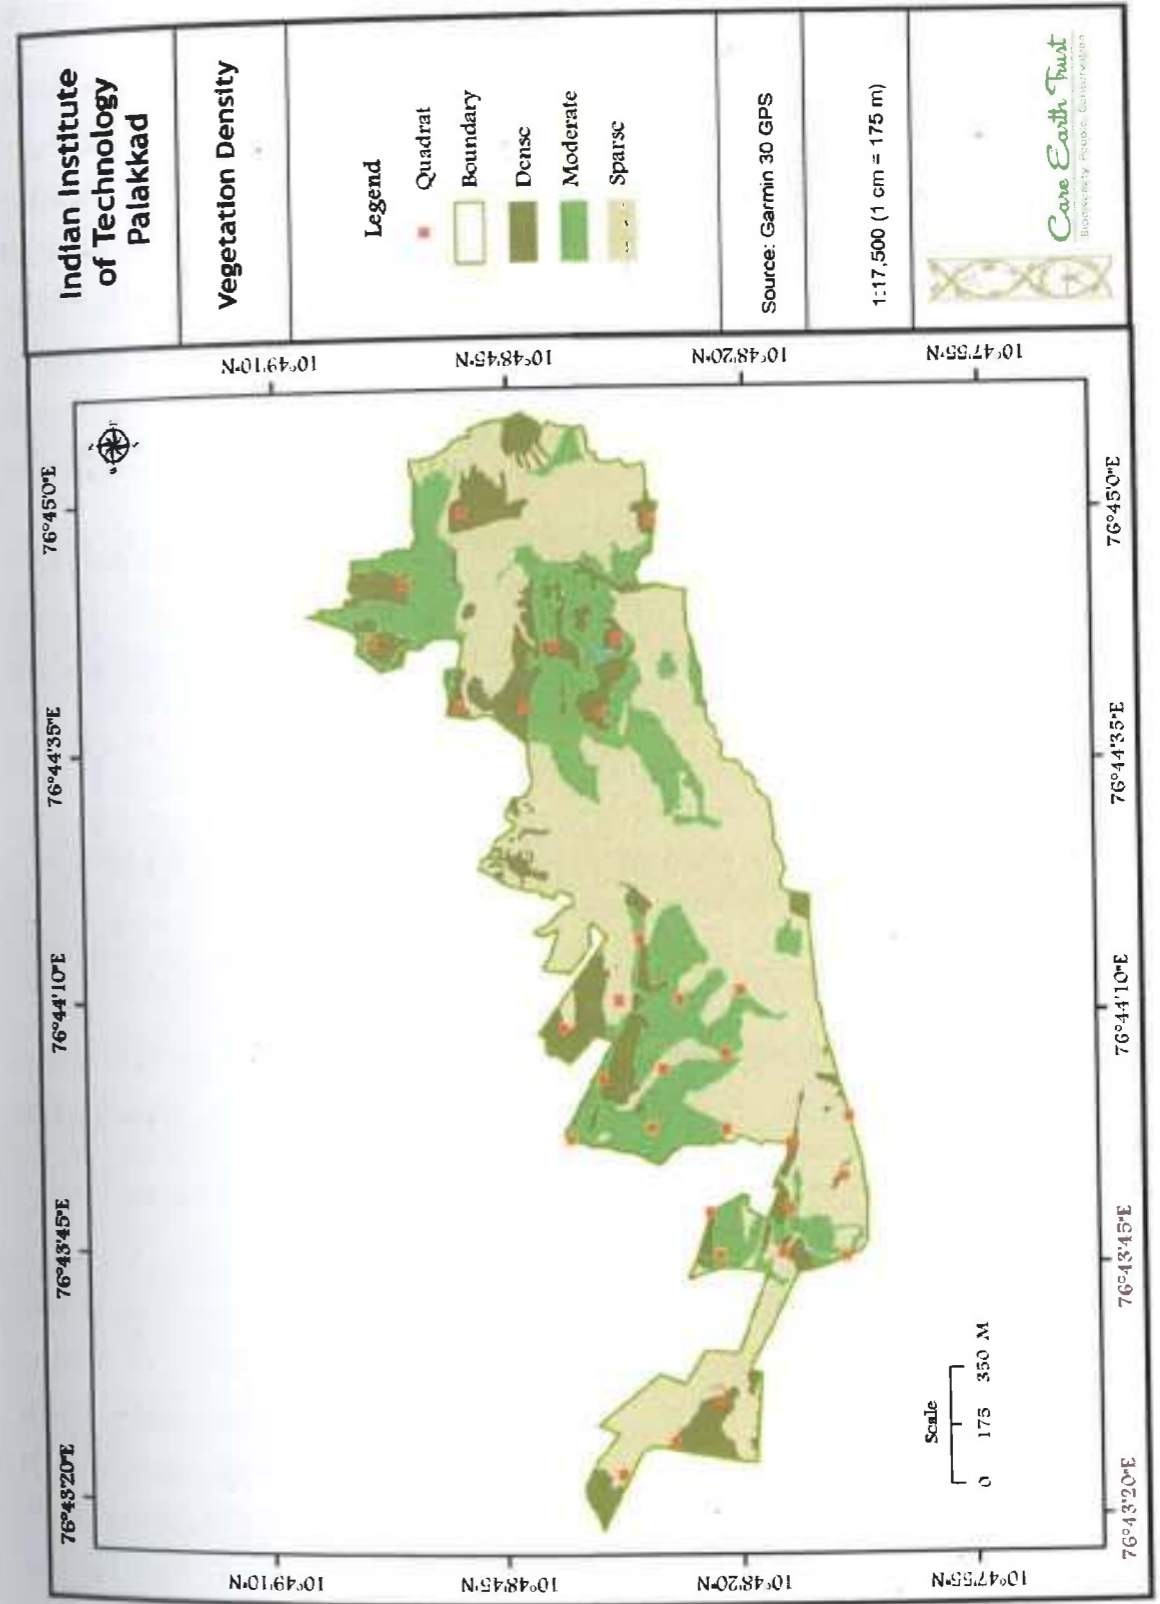 Indian Institute
of Technology
Palakkad
Vegetation Density
Legend
Quadrat
Boundary
Dense
Moderate
Sparse
Source: Garmin 30 GPS
1:17,500 (1 cm = 175 m)
Care Earth Trust
Biodiversity, People, Conservation
76°43'20"E
76°43'45"E
76°44'10"E
76°44'35"E
76°45'0"E
10°49'10"N
10°48'45"N
10°48'20"N
10°47'55"N
10°49'10"N
10°48'45"N
10°48'20"N
10°47'55"N
Scale
0 175 350 M
76°43'20"E
76°43'45"E
76°44'10"E
76°44'35"E
76°45'0"E